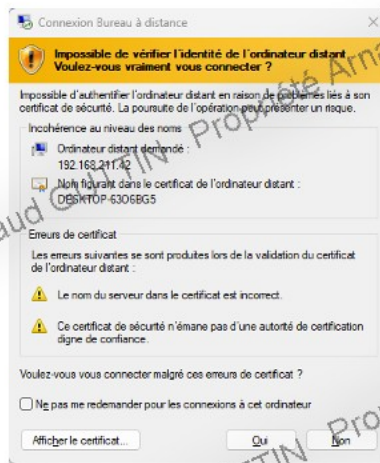 Connexion Bureau à distance
Impossible de vérifier l'identité de l'ordinateur distant.
Voulez-vous vraiment vous connecter ?
Impossible d'authentifier l'ordinateur distant en raison de problèmes liés à son
certificat de sécurité. La poursuite de l'opération peut présenter un risque.
Incohérence au niveau des noms
Ordinateur distant demandé :
192.168.211.42
Nom figurant dans le certificat de l'ordinateur distant :
DESKTOP-63O6BG5
Erreurs de certificat
Les erreurs suivantes se sont produites lors de la validation du certificat
de l'ordinateur distant :
Le nom du serveur dans le certificat est incorrect.
Ce certificat de sécurité n'émane pas d'une autorité de certification
digne de confiance.
Voulez-vous vous connecter malgré ces erreurs de certificat ?
Ne pas me redemander pour les connexions à cet ordinateur
Afficher le certificat...
Oui
Non
GUTTIN, Propriété
GUTTIN